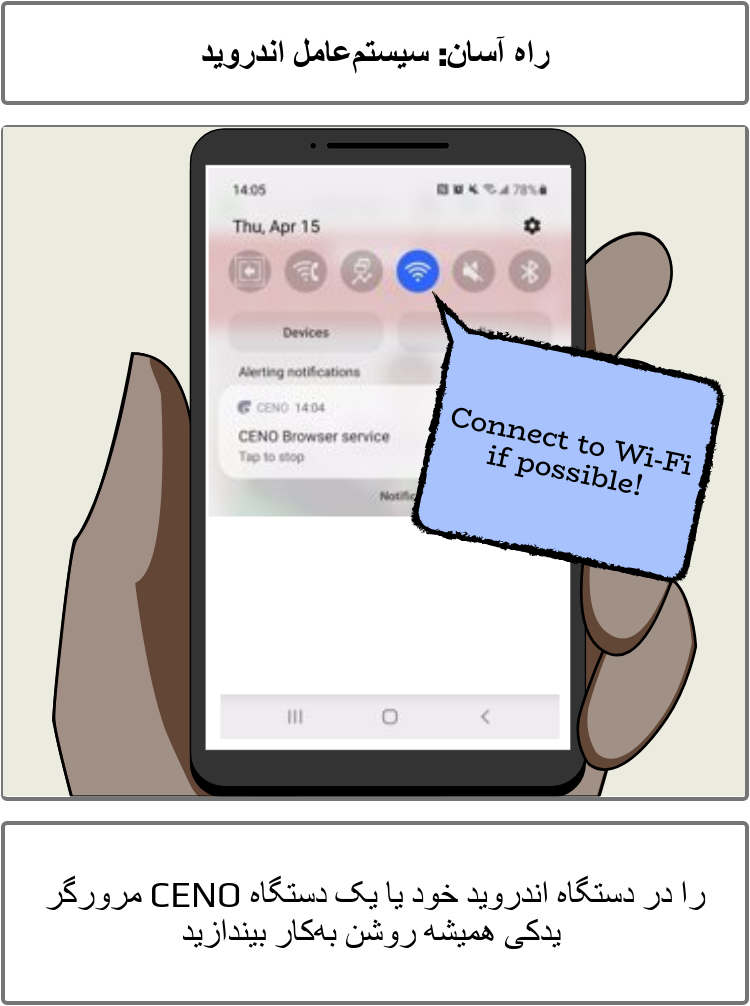 راه آسان: سیستم‌عامل اندروید
14:05
78%
Thu, Apr 15
Devices
Alerting notifications
CENO 14:04
CENO Browser service
Tap to stop
Connect to Wi-Fi
if possible!
را در دستگاه اندروید خود یا یک دستگاه CENO مرورگر
یدکی همیشه روشن به‌کار بیندازید